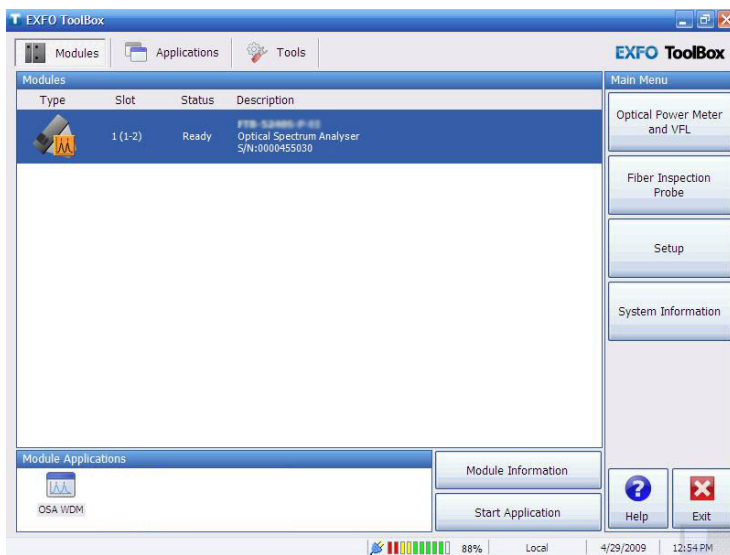 EXFO ToolBox
Modules
Applications
Tools
EXFO ToolBox
Modules
Type Slot Status Description
1 (1-2) Ready
Optical Spectrum Analyser
S/N:0000455030
Main Menu
Optical Power Meter
and VFL
Fiber Inspection
Probe
Setup
System Information
Module Applications
OSA WDM
Module Information
Start Application
Help
Exit
88% Local 4/29/2009 12:54 PM